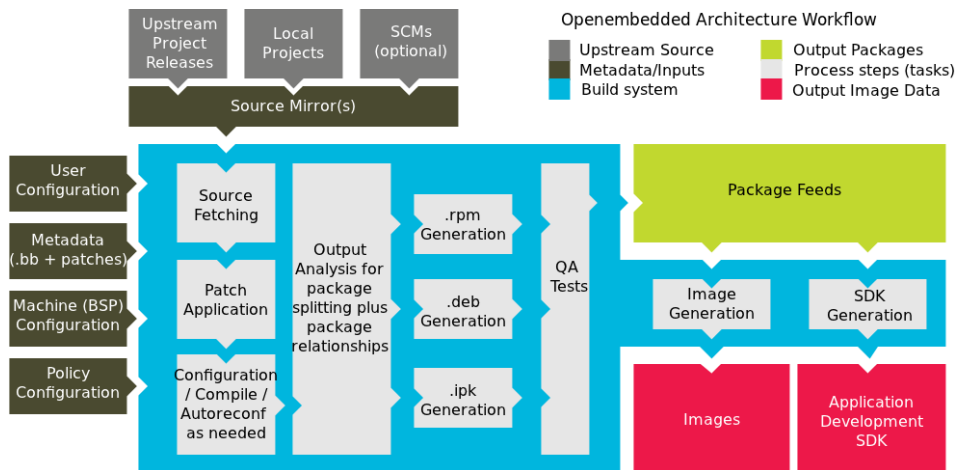 Upstream
Project
Releases
Local
Projects
SCMs
(optional)
Openembedded Architecture Workflow
Upstream Source
Metadata/Inputs
Build system
Output Packages
Process steps (tasks)
Output Image Data
Source Mirror(s)
User
Configuration
Metadata
(.bb + patches)
Machine (BSP)
Configuration
Policy
Configuration
Source
Fetching
Patch
Application
Configuration
/ Compile /
Autoreconf
as needed
Output
Analysis for
package
splitting plus
package
relationships
.rpm
Generation
.deb
Generation
.ipk
Generation
QA
Tests
Package Feeds
Image
Generation
SDK
Generation
Images
Application
Development
SDK